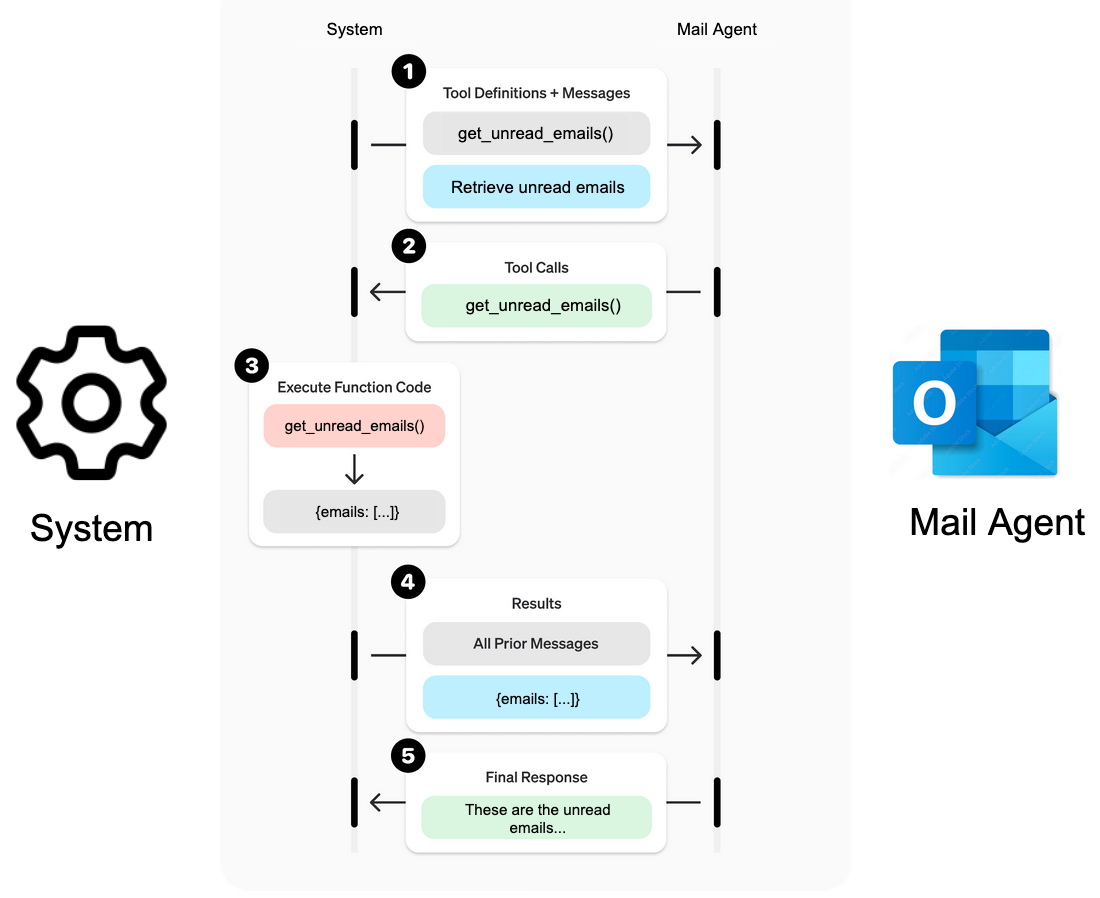 System
Mail Agent
1
Tool Definitions + Messages
get_unread_emails()
Retrieve unread emails
2
Tool Calls
get_unread_emails()
3
Execute Function Code
get_unread_emails()
{emails: [...]}
System
O
Mail Agent
4
Results
All Prior Messages
{emails: [...]}
5
Final Response
These are the unread
emails...